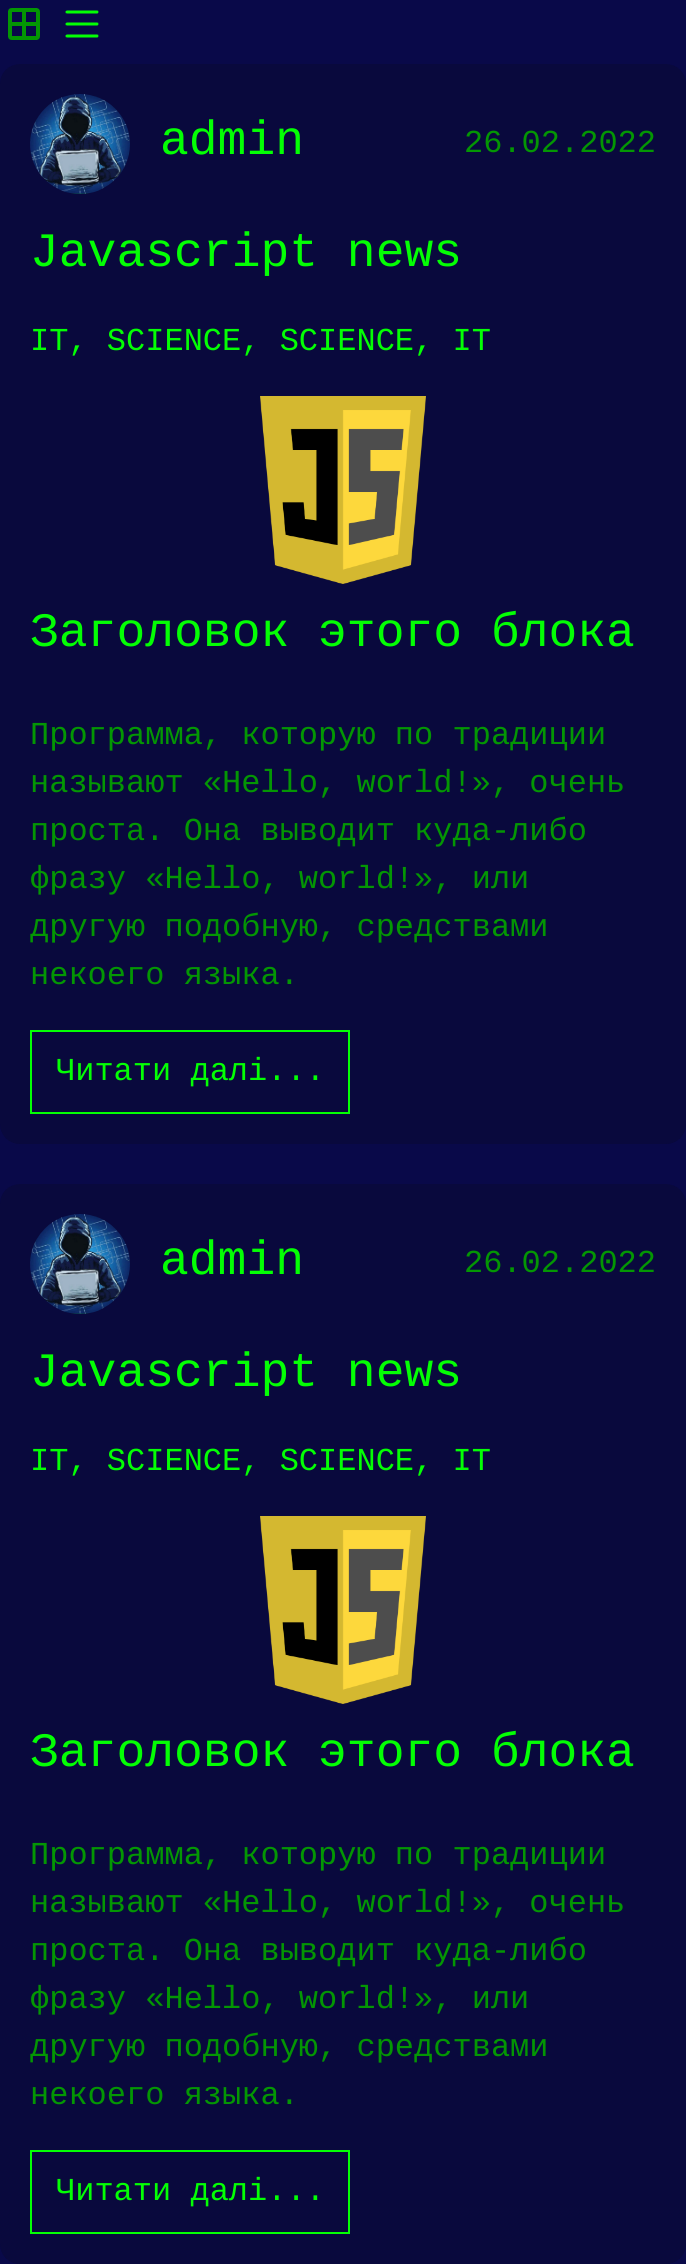 admin 26.02.2022
Javascript news
IT, SCIENCE, SCIENCE, IT
JS
Заголовок этого блока
Программа, которую по традиции
называют «Hello, world!», очень
проста. Она выводит куда-либо
фразу «Hello, world!», или
другую подобную, средствами
некоего языка.
Читати далі...
admin 26.02.2022
Javascript news
IT, SCIENCE, SCIENCE, IT
JS
Заголовок этого блока
Программа, которую по традиции
называют «Hello, world!», очень
проста. Она выводит куда-либо
фразу «Hello, world!», или
другую подобную, средствами
некоего языка.
Читати далі...